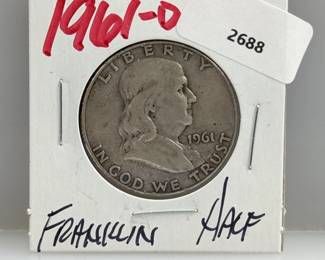 1961-D
2688
LIBERTY
1961
IN GOD WE TRUST
FRANKLIN HALF